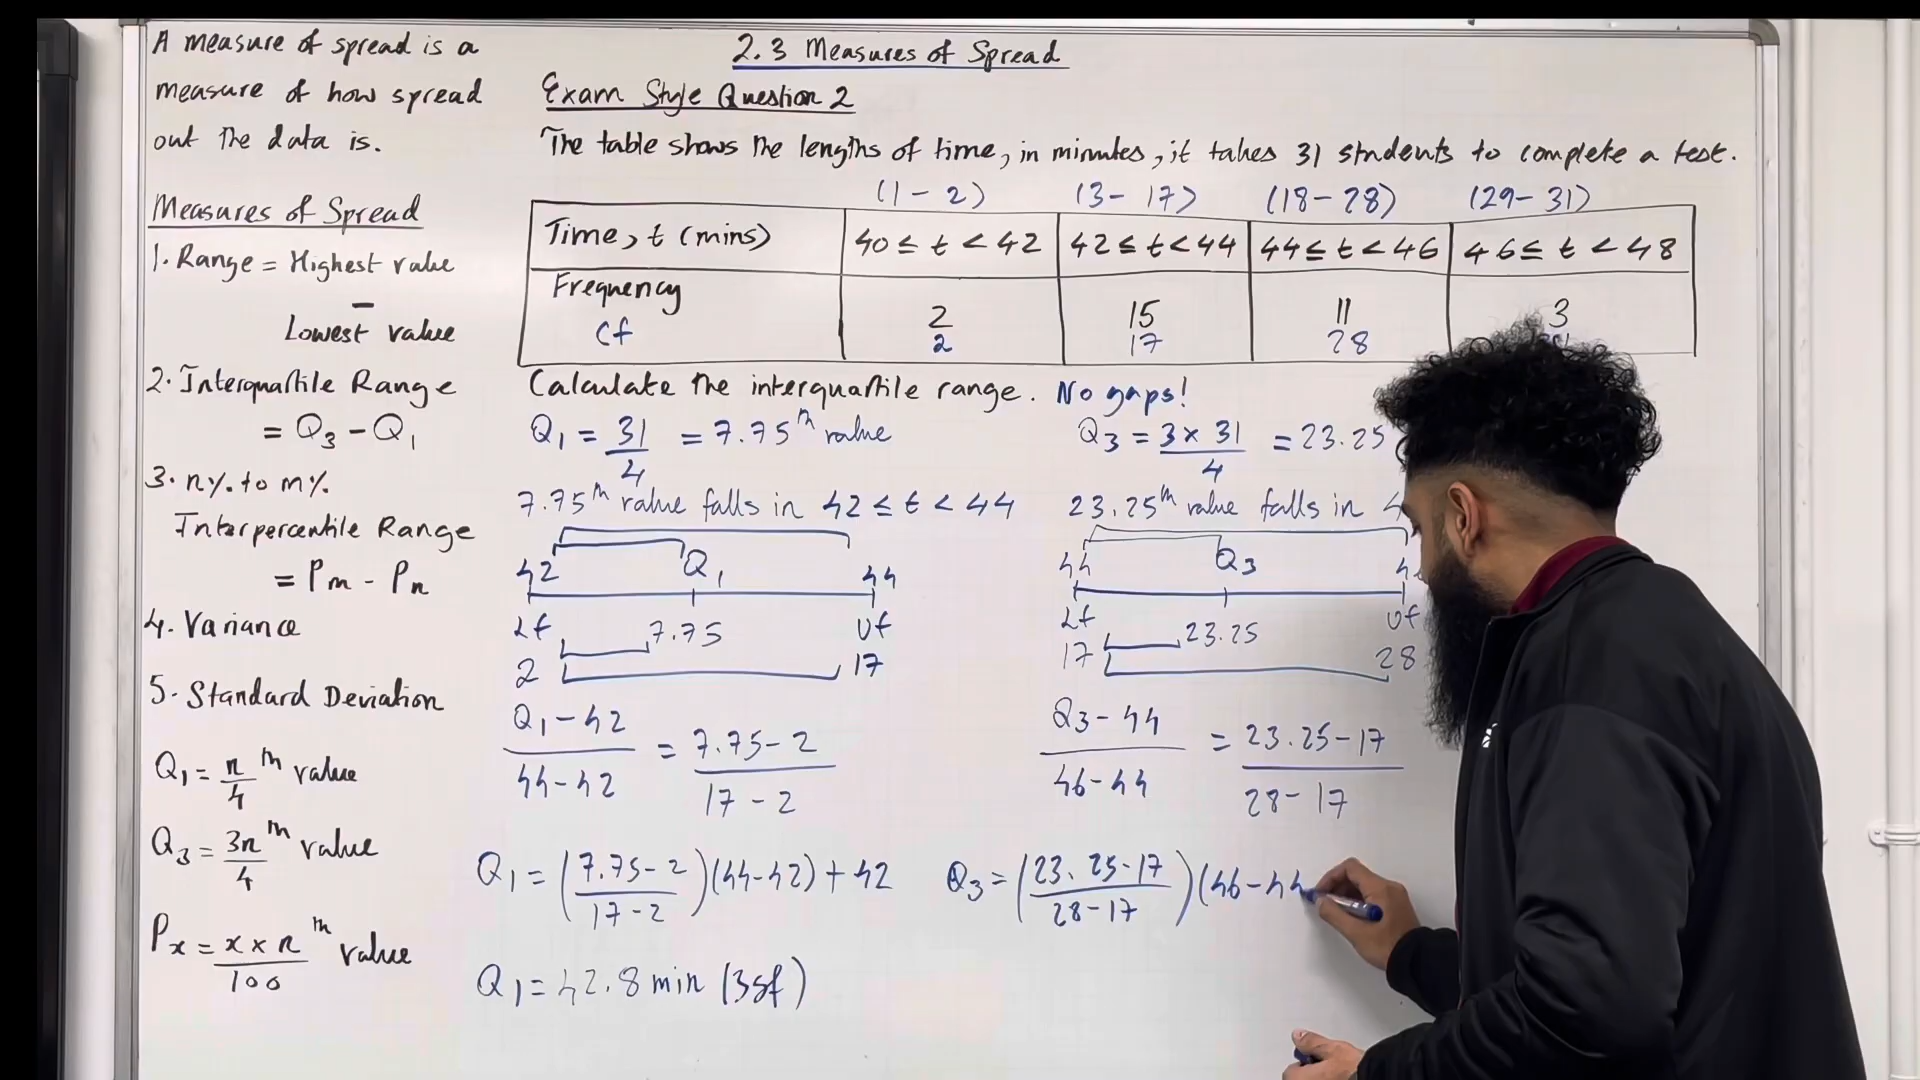 2.3 Measures of Spread
A measure of spread is a
measure of how spread
out the data is.
Measures of Spread
1. Range = Highest value
–
Lowest value
2. Interquartile Range
= Q₃ – Q₁
3. n% to m%
Interpercentile Range
= Pm – Pn
4. Variance
5. Standard Deviation
Q₁ = n/4 th value
Q₃ = 3n/4 th value
Pₓ = x × n/100 th value
Exam Style Question 2
The table shows the lengths of time, in minutes, it takes 31 students to complete a test.
(1 – 2) (3 – 17) (18 – 28) (29 – 31)
Time, t (mins) 40 ≤ t < 42 42 ≤ t < 44 44 ≤ t < 46 46 ≤ t < 48
Frequency 2 15 11 3
Cf 2 17 28
Calculate the interquartile range. No gaps!
Q₁ = 31/4 = 7.75th value
7.75th value falls in 42 ≤ t < 44
42 Q₁ 44
Lf 7.75 Uf
2 17
Q₁ – 42 / 44 – 42 = 7.75 – 2 / 17 – 2
Q₁ = (7.75 – 2 / 17 – 2)(44 – 42) + 42
Q₁ = 42.8 min (3sf)
Q₃ = 3 × 31/4 = 23.25
23.25th value falls in
44 Q₃
Lf 23.25 Uf
17 28
Q₃ – 44 / 46 – 44 = 23.25 – 17 / 28 – 17
Q₃ = (23.25 – 17 / 28 – 17)(46 – 44